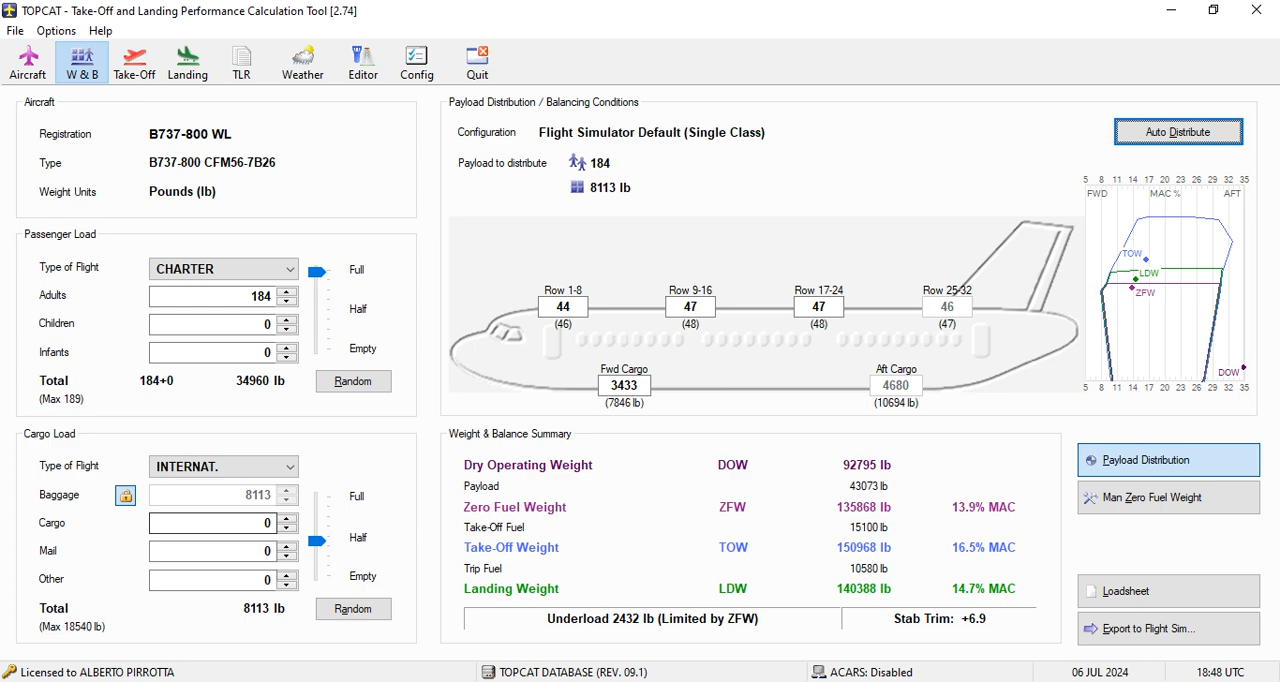 TOPCAT - Take-Off and Landing Performance Calculation Tool [2.74]
File Options Help
Aircraft W & B Take-Off Landing TLR Weather Editor Config Quit
Aircraft
Registration B737-800 WL
Type B737-800 CFM56-7B26
Weight Units Pounds (lb)
Passenger Load
Type of Flight CHARTER Full
Adults 184
Half
Children 0
Infants 0 Empty
Total 184+0 34960 lb Random
(Max 189)
Cargo Load
Type of Flight INTERNAT.
Baggage 8113 Full
Cargo 0
Half
Mail 0
Other 0 Empty
Total 8113 lb Random
(Max 18540 lb)
Payload Distribution / Balancing Conditions
Configuration Flight Simulator Default (Single Class) Auto Distribute
Payload to distribute 184
8113 lb
5 8 11 14 17 20 23 26 29 32 35
FWD MAC % AFT
TOW
LDW
ZFW
DOW
5 8 11 14 17 20 23 26 29 32 35
Row 1-8 Row 9-16 Row 17-24 Row 25-32
44 47 47 46
(46) (48) (48) (47)
Fwd Cargo Aft Cargo
3433 4680
(7846 lb) (10694 lb)
Weight & Balance Summary
Dry Operating Weight DOW 92795 lb
Payload 43073 lb
Zero Fuel Weight ZFW 135868 lb 13.9% MAC
Take-Off Fuel 15100 lb
Take-Off Weight TOW 150968 lb 16.5% MAC
Trip Fuel 10580 lb
Landing Weight LDW 140388 lb 14.7% MAC
Underload 2432 lb (Limited by ZFW) Stab Trim: +6.9
Payload Distribution
Man Zero Fuel Weight
Loadsheet
Export to Flight Sim...
Licensed to ALBERTO PIRROTTA TOPCAT DATABASE (REV. 09.1) ACARS: Disabled 06 JUL 2024 18:48 UTC